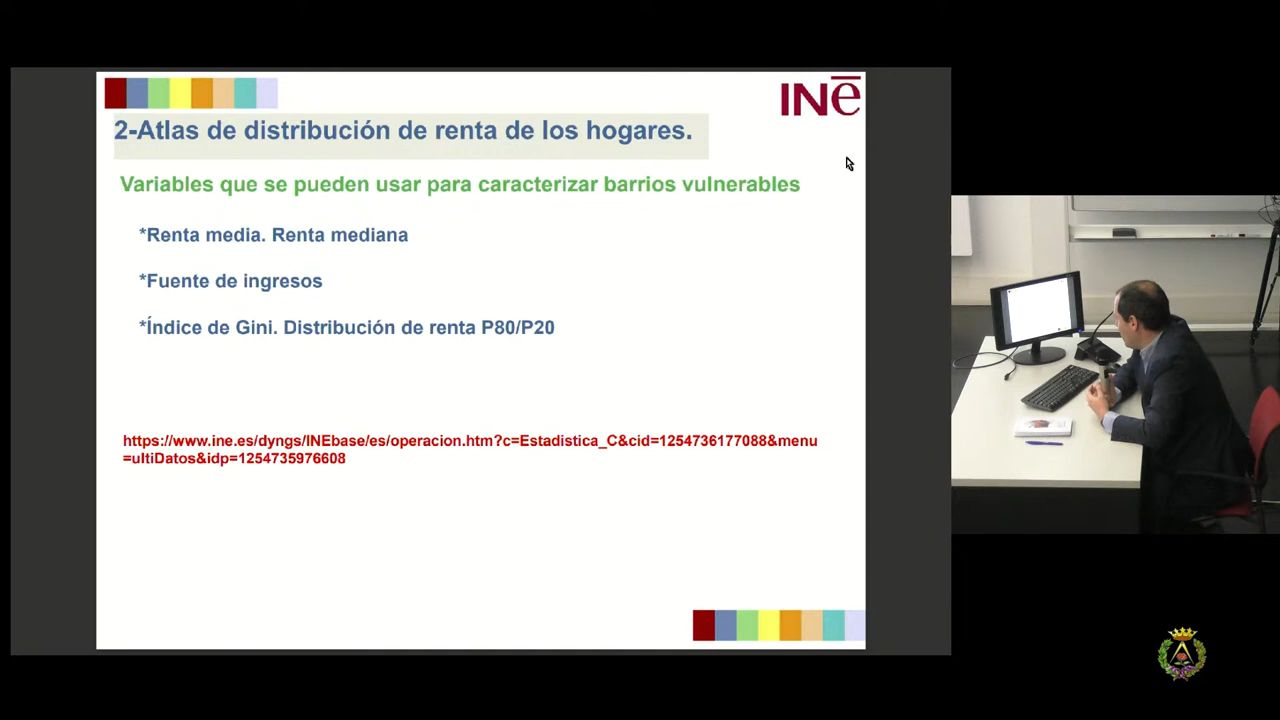 INe
2-Atlas de distribución de renta de los hogares.
Variables que se pueden usar para caracterizar barrios vulnerables
*Renta media. Renta mediana
*Fuente de ingresos
*Índice de Gini. Distribución de renta P80/P20
https://www.ine.es/dyngs/INEbase/es/operacion.htm?c=Estadistica_C&cid=1254736177088&menu
=ultiDatos&idp=1254735976608